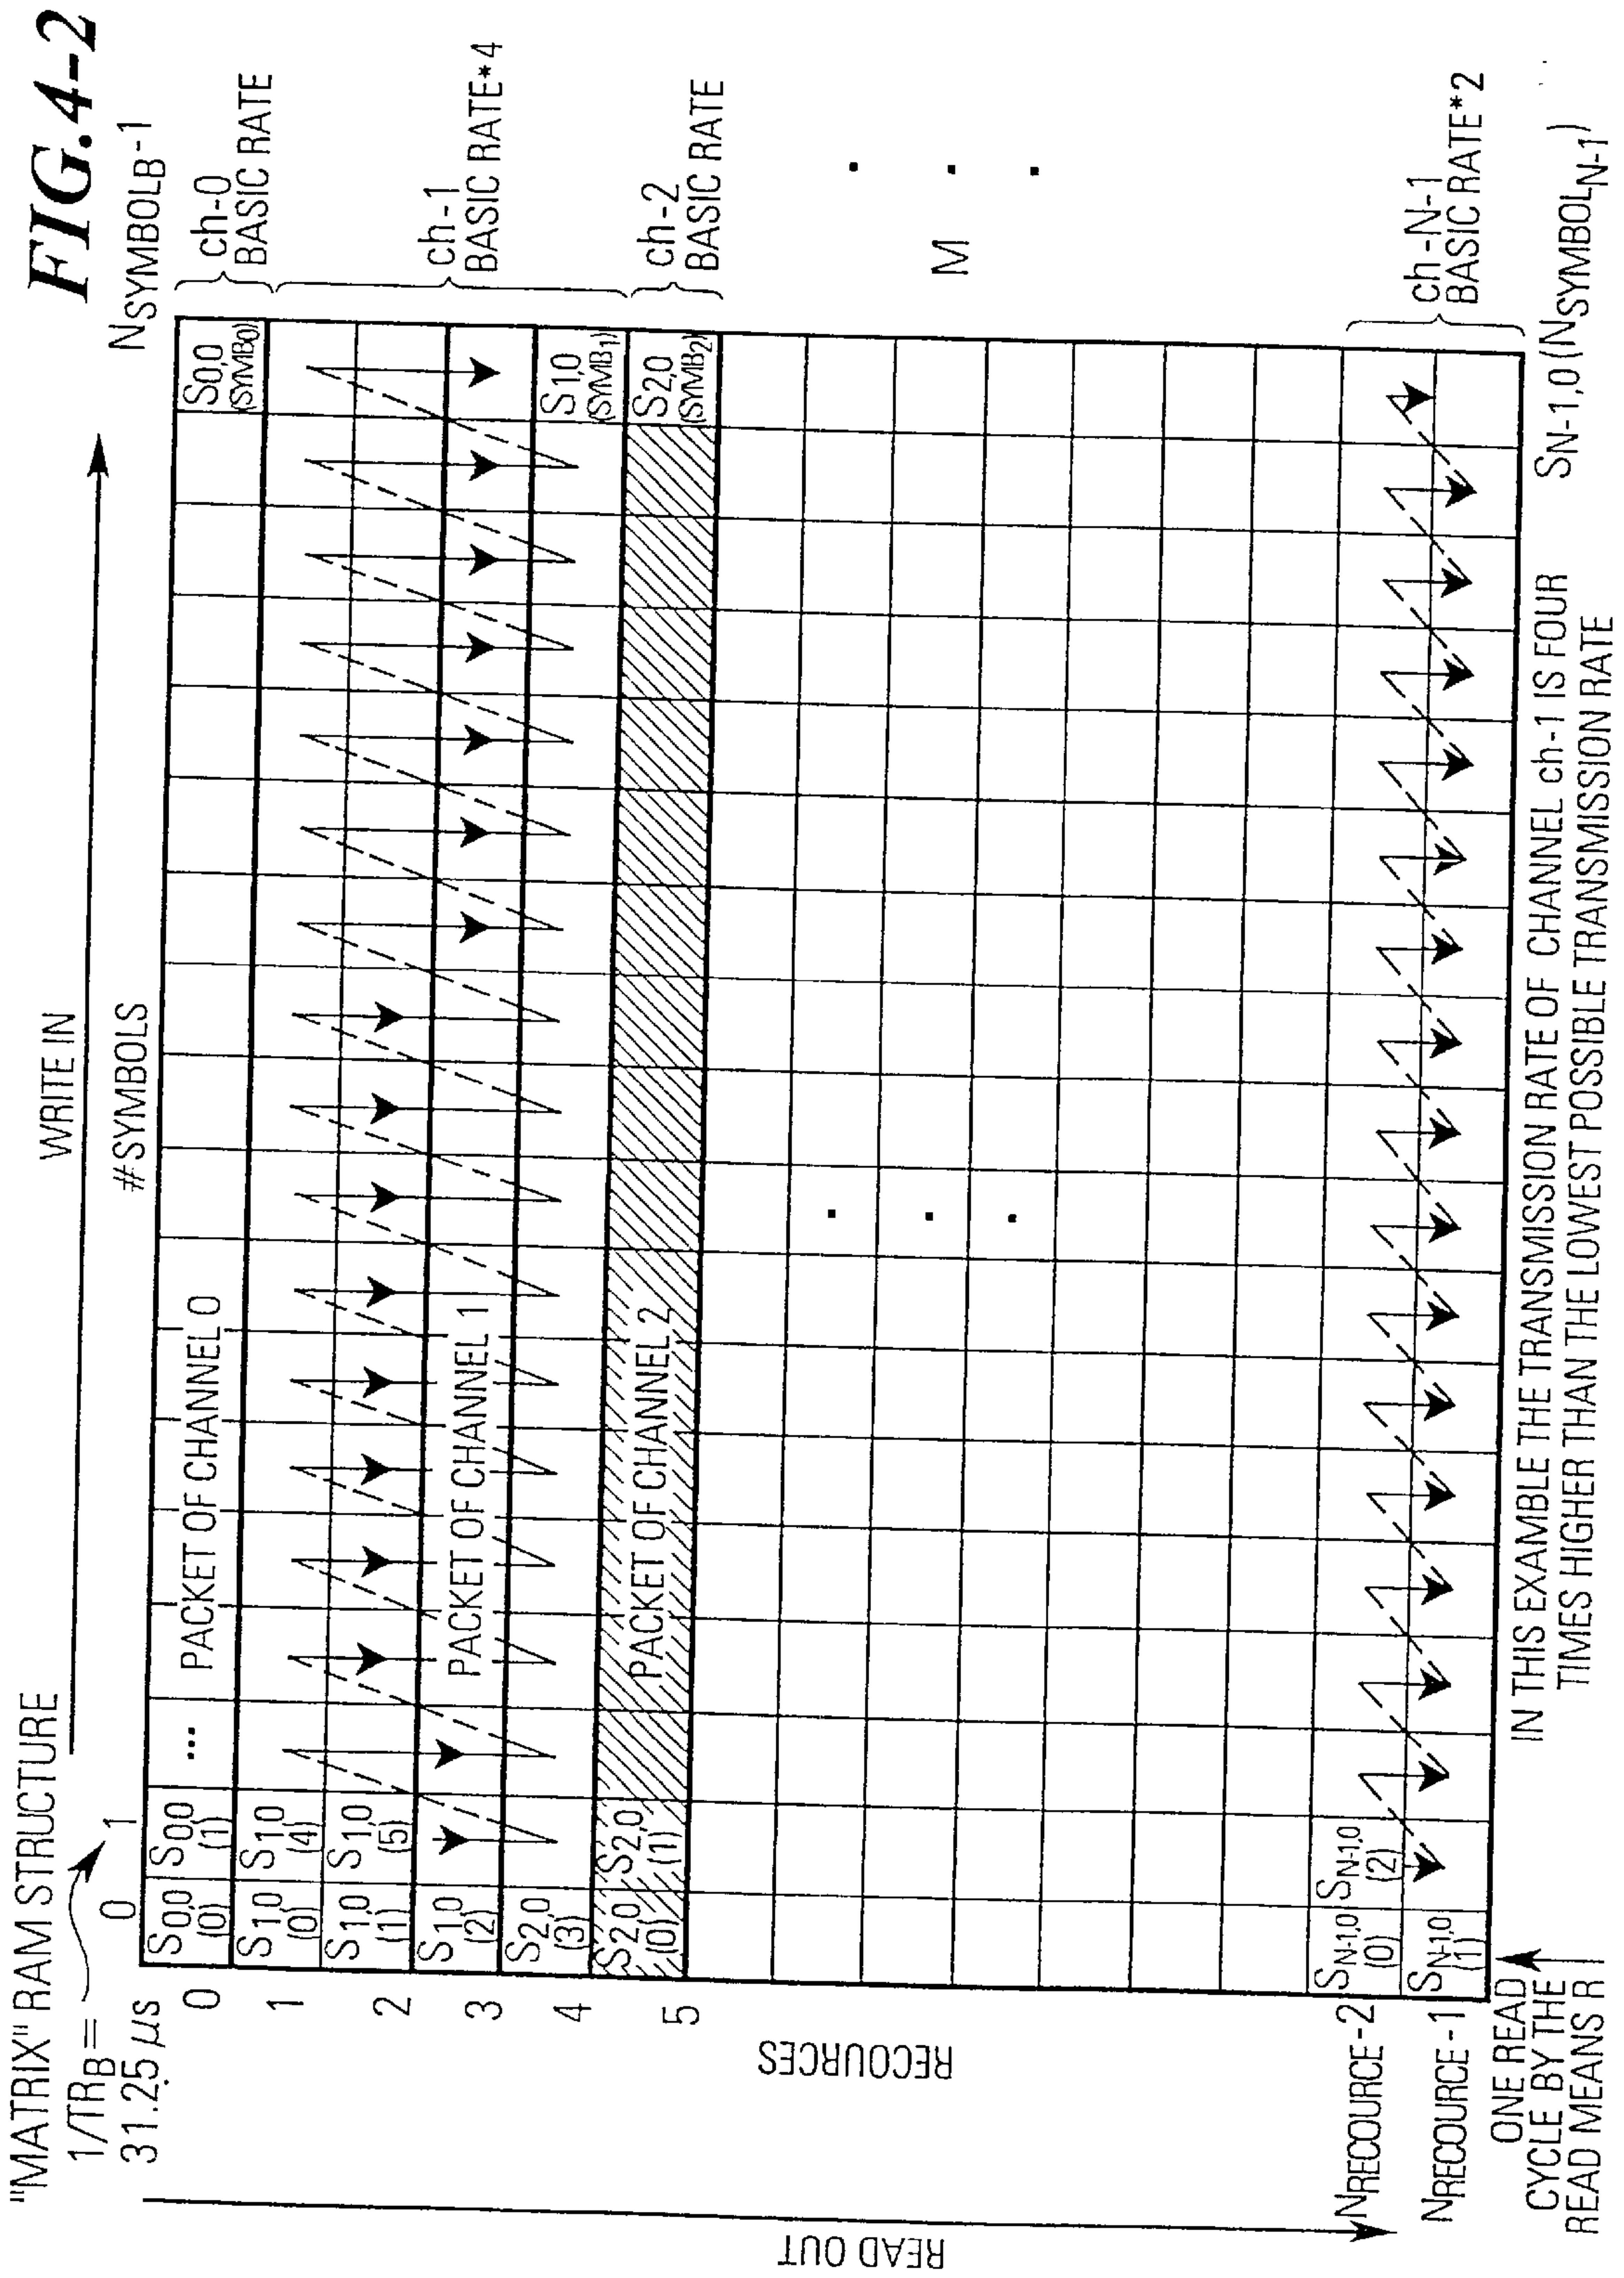 FIG.4-2
"MATRIX" RAM STRUCTURE
WRITE IN
1/TRB =
31.25 µs
0
1
#SYMBOLS
NSYMBOLB-1
0
S0,0
(0)
S0,0
(1)
...
PACKET OF CHANNEL 0
S0,0
(SYMB0)
ch-0
BASIC RATE
1
S1,0
(0)
S1,0
(4)
2
S1,0
(1)
S1,0
(5)
3
S1,0
(2)
PACKET OF CHANNEL 1
ch-1
BASIC RATE*4
4
S2,0
(3)
S1,0
(SYMB1)
5
S2,0
(0)
S2,0
(1)
PACKET OF CHANNEL 2
S2,0
(SYMB2)
ch-2
BASIC RATE
RECOURCES
READ OUT
. . .
M
. . .
NRECOURCE-2
SN-1,0
(0)
SN-1,0
(2)
ch-N-1
BASIC RATE*2
NRECOURCE-1
SN-1,0
(1)
SN-1,0(NSYMBOLN-1)
ONE READ
CYCLE BY THE
READ MEANS R1
IN THIS EXAMBLE THE TRANSMISSION RATE OF CHANNEL ch-1 IS FOUR
TIMES HIGHER THAN THE LOWEST POSSIBLE TRANSMISSION RATE